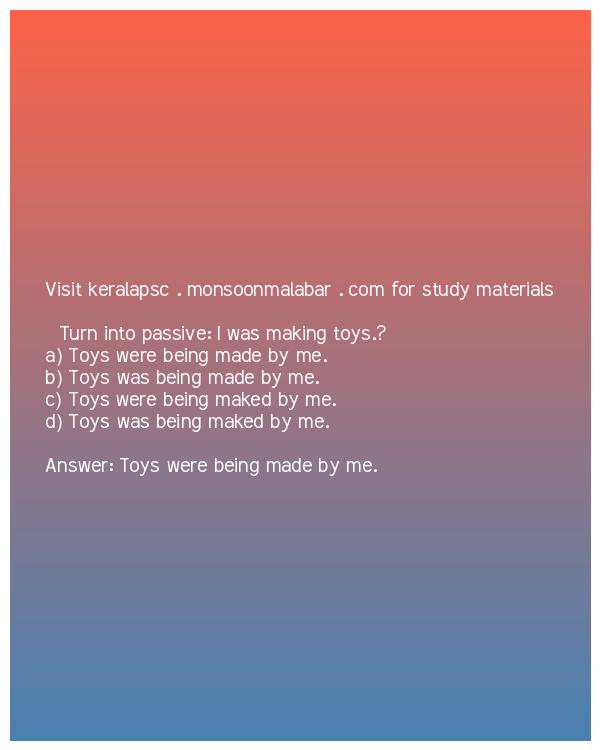 Visit keralapsc . monsoonmalabar . com for study materials
Turn into passive: I was making toys.?
a) Toys were being made by me.
b) Toys was being made by me.
c) Toys were being maked by me.
d) Toys was being maked by me.
Answer: Toys were being made by me.